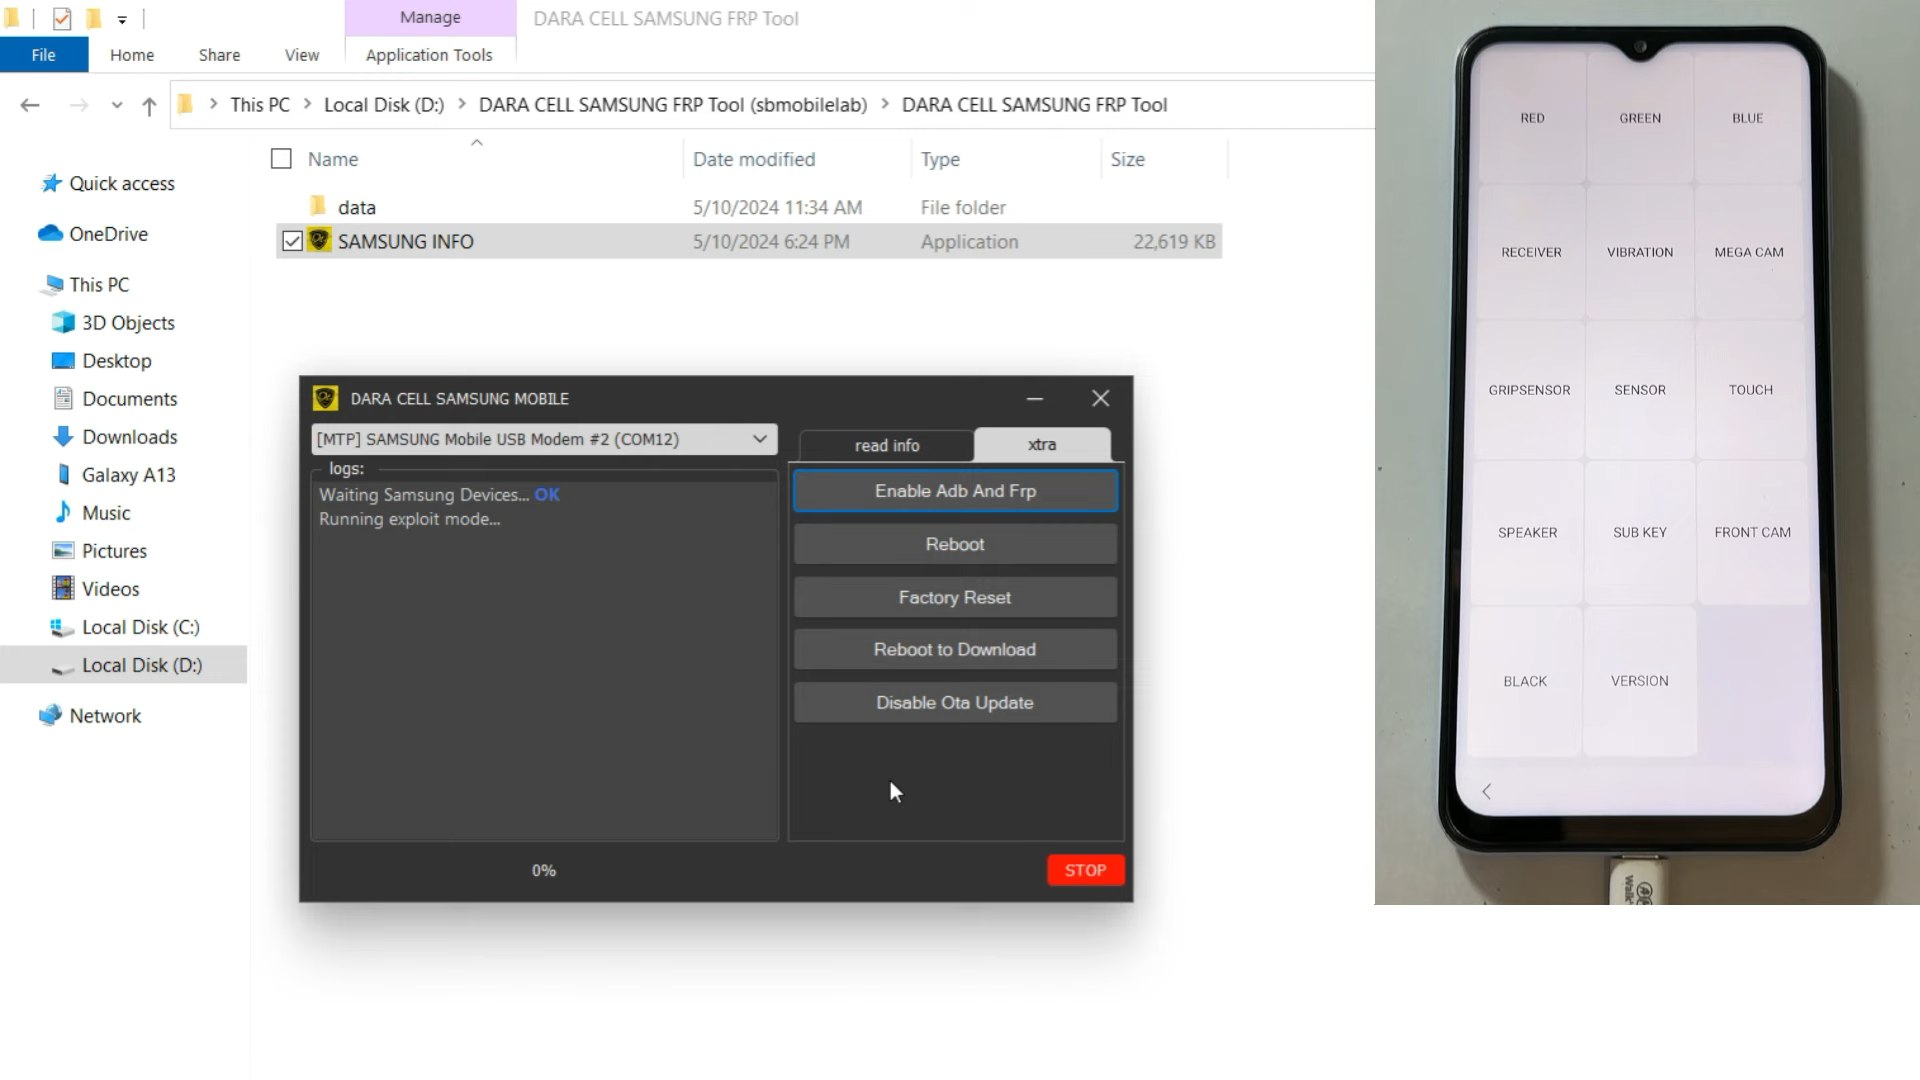 Manage
DARA CELL SAMSUNG FRP Tool
File
Home
Share
View
Application Tools
This PC > Local Disk (D:) > DARA CELL SAMSUNG FRP Tool (sbmobilelab) > DARA CELL SAMSUNG FRP Tool
Name
Date modified
Type
Size
data
5/10/2024 11:34 AM
File folder
SAMSUNG INFO
5/10/2024 6:24 PM
Application
22,619 KB
Quick access
OneDrive
This PC
3D Objects
Desktop
Documents
Downloads
Galaxy A13
Music
Pictures
Videos
Local Disk (C:)
Local Disk (D:)
Network
DARA CELL SAMSUNG MOBILE
[MTP] SAMSUNG Mobile USB Modem #2 (COM12)
logs:
Waiting Samsung Devices... OK
Running exploit mode...
0%
read info
xtra
Enable Adb And Frp
Reboot
Factory Reset
Reboot to Download
Disable Ota Update
STOP
RED
GREEN
BLUE
RECEIVER
VIBRATION
MEGA CAM
GRIPSENSOR
SENSOR
TOUCH
SPEAKER
SUB KEY
FRONT CAM
BLACK
VERSION